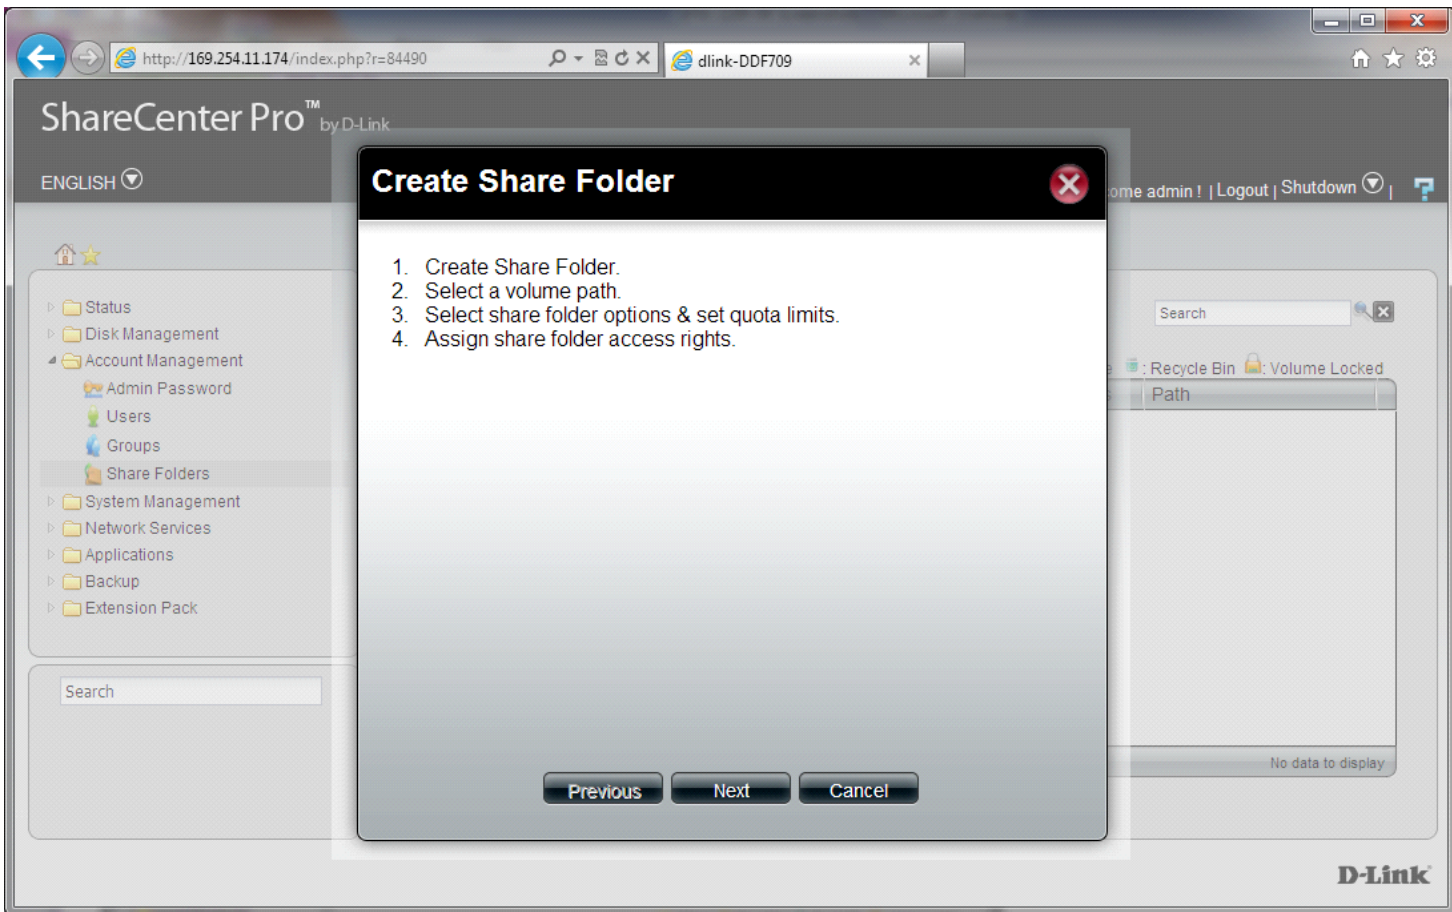 http://169.254.11.174/index.php?r=84490
dlink-DDF709
ShareCenter Pro™ by D-Link
ENGLISH
ome admin ! | Logout | Shutdown |
Create Share Folder
1. Create Share Folder.
2. Select a volume path.
3. Select share folder options & set quota limits.
4. Assign share folder access rights.
Status
Disk Management
Account Management
Admin Password
Users
Groups
Share Folders
System Management
Network Services
Applications
Backup
Extension Pack
Search
Search
: Recycle Bin : Volume Locked
Path
No data to display
Previous Next Cancel
D-Link